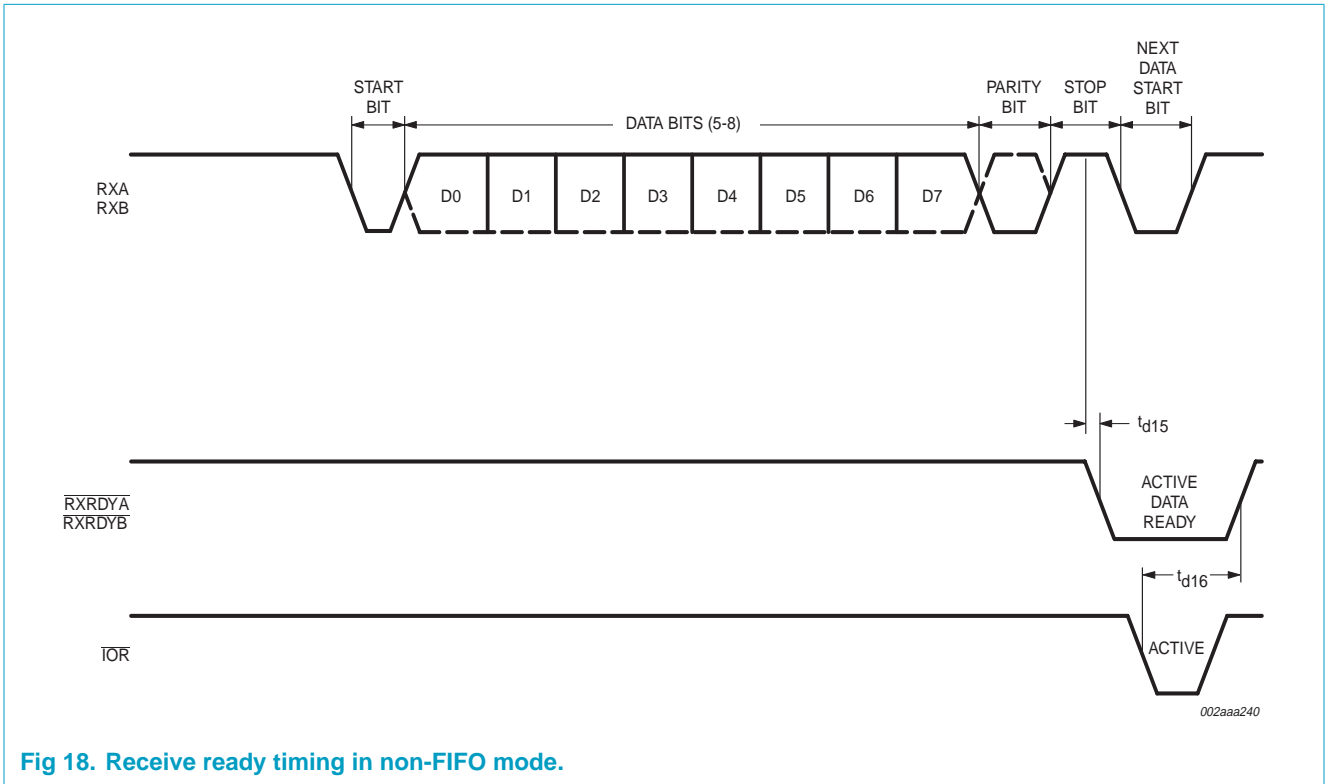 START
BIT
DATA BITS (5-8)
PARITY
BIT
STOP
BIT
NEXT
DATA
START
BIT
RXA
RXB
D0 D1 D2 D3 D4 D5 D6 D7
td15
RXRDYA
RXRDYB
ACTIVE
DATA
READY
td16
IOR
ACTIVE
002aaa240
Fig 18. Receive ready timing in non-FIFO mode.